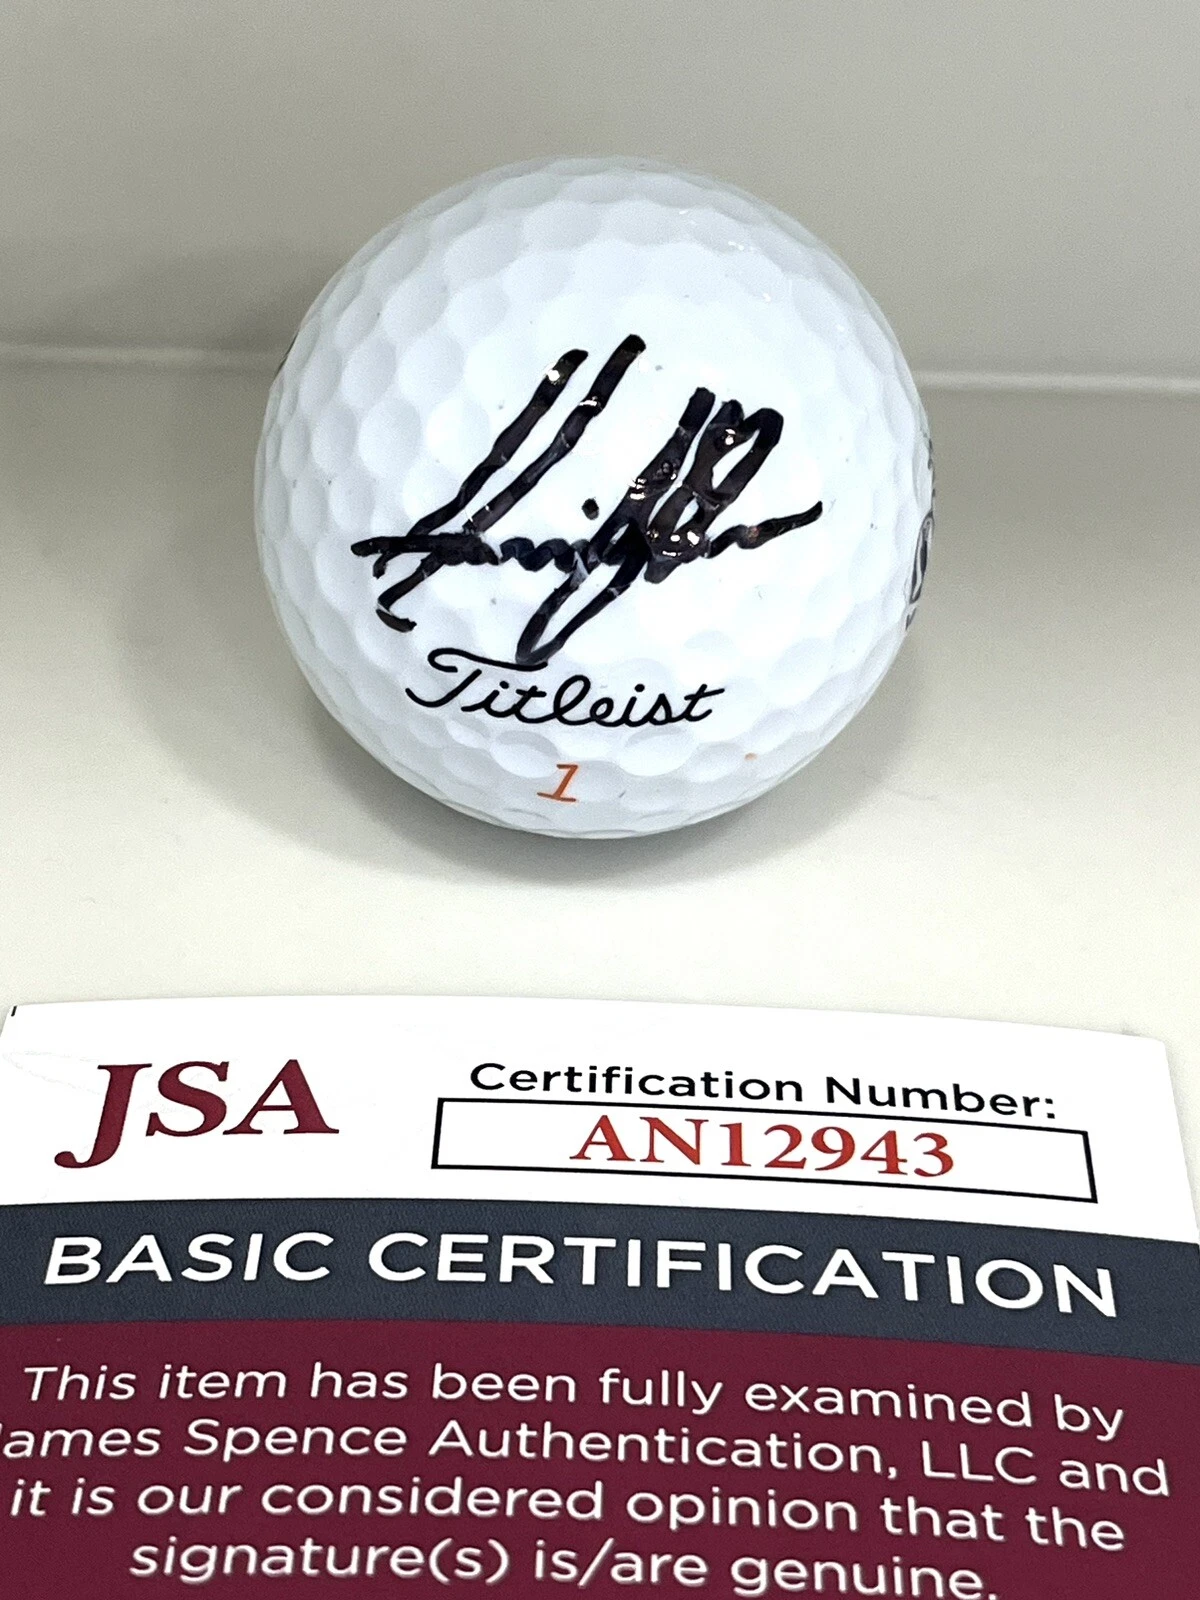 Titleist
1
JSA
Certification Number:
AN12943
BASIC CERTIFICATION
This item has been fully examined by
James Spence Authentication, LLC and
it is our considered opinion that the
signature(s) is/are genuine.